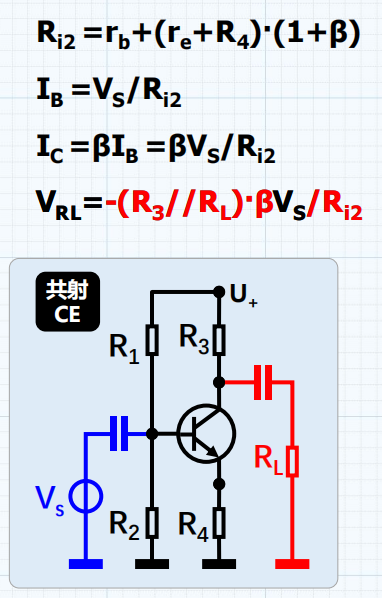 Ri2 =rb+(re+R4)·(1+β)
IB =VS/Ri2
IC =βIB =βVS/Ri2
VRL=-(R3//RL)·βVS/Ri2
共射
CE
U+
R1
R3
RL
Vs
R2
R4